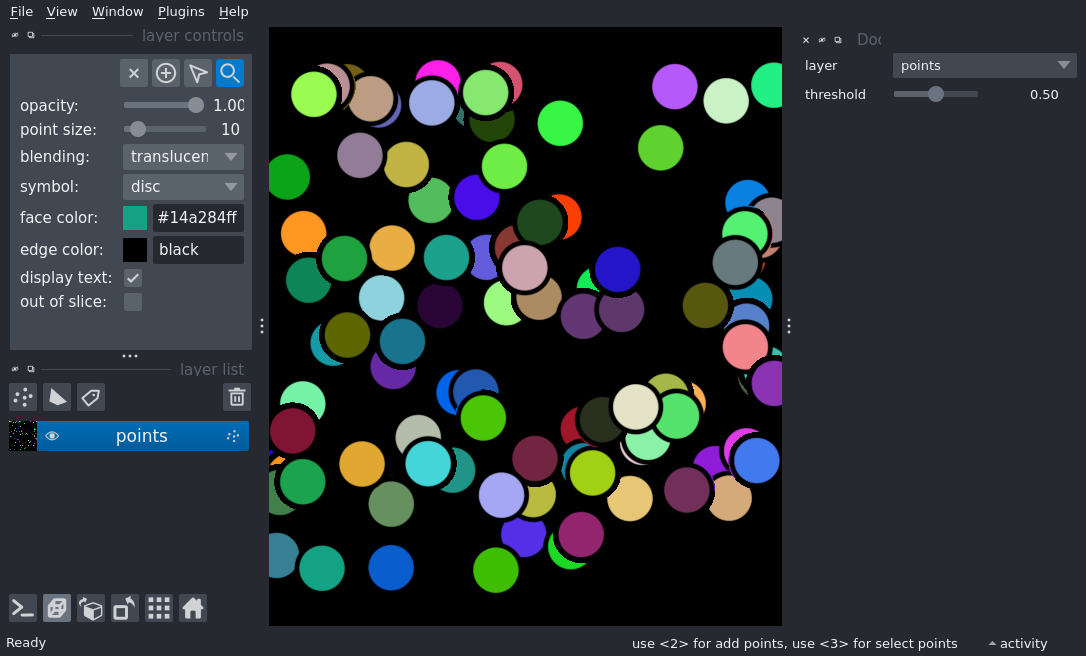 File View Window Plugins Help
layer controls
opacity: 1.00
point size: 10
blending: translucen
symbol: disc
face color: #14a284ff
edge color: black
display text:
out of slice:
layer list
points
Doc
layer points
threshold 0.50
Ready
use <2> for add points, use <3> for select points
activity